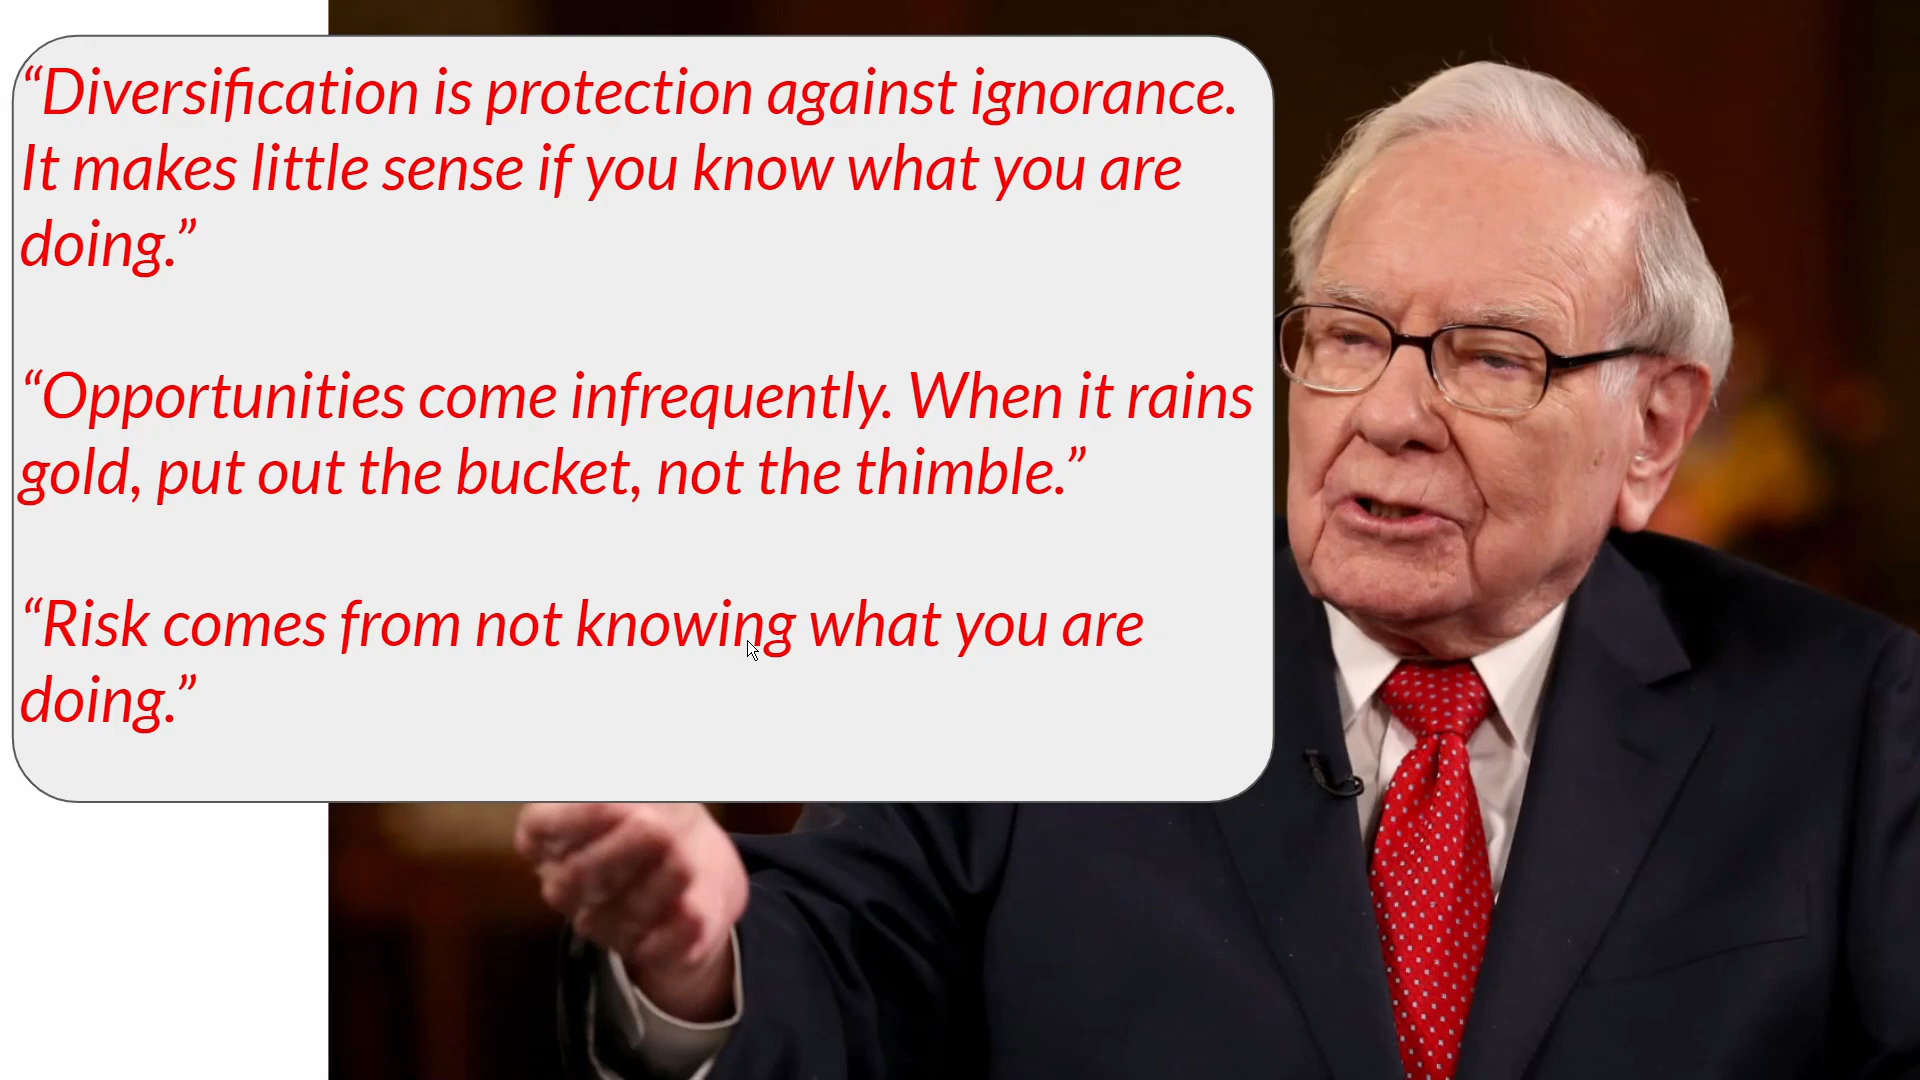 “Diversification is protection against ignorance.
It makes little sense if you know what you are
doing.”
“Opportunities come infrequently. When it rains
gold, put out the bucket, not the thimble.”
“Risk comes from not knowing what you are
doing.”